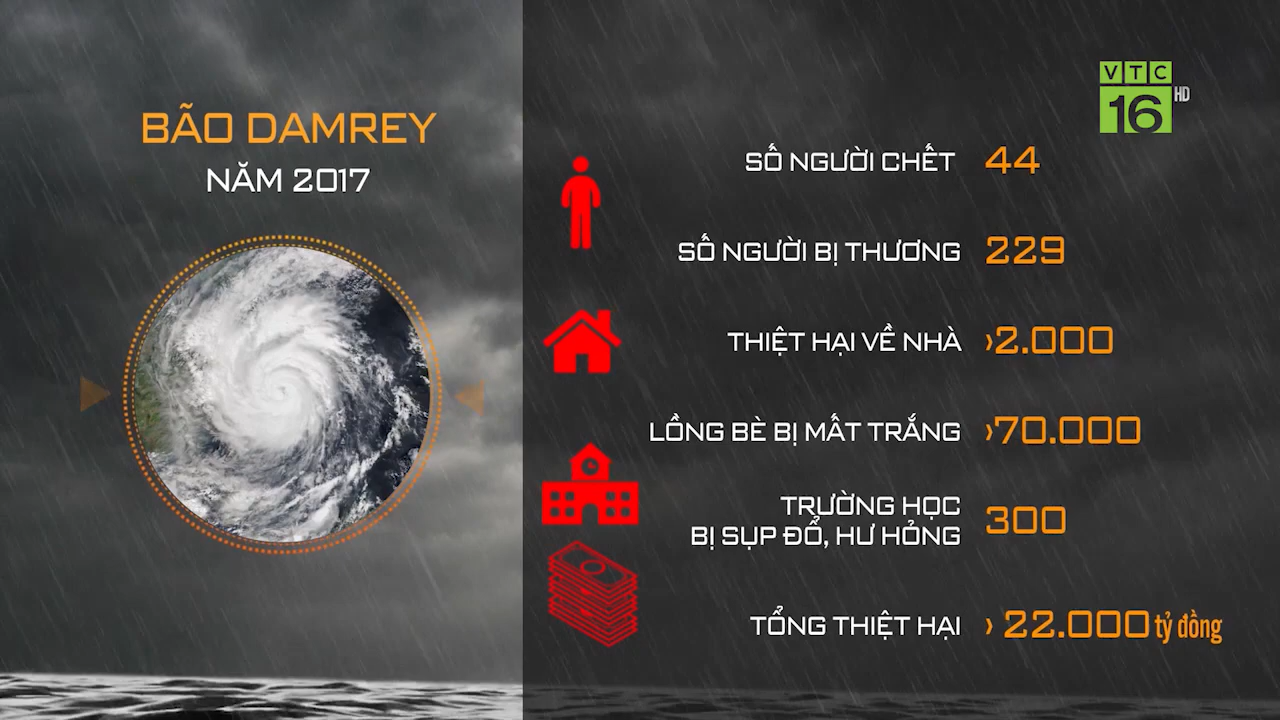 BÃO DAMREY
NĂM 2017
VTC
16 HD
SỐ NGƯỜI CHẾT 44
SỐ NGƯỜI BỊ THƯƠNG 229
THIỆT HẠI VỀ NHÀ >2.000
LỒNG BÈ BỊ MẤT TRẮNG >70.000
TRƯỜNG HỌC
BỊ SỤP ĐỔ, HƯ HỎNG 300
TỔNG THIỆT HẠI > 22.000 tỷ đồng